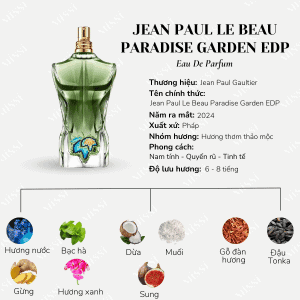 JEAN PAUL LE BEAU
PARADISE GARDEN EDP
Eau De Parfum
Thương hiệu: Jean Paul Gaultier
Tên chính thức:
Jean Paul Le Beau Paradise Garden EDP
Năm ra mắt: 2024
Xuất xứ: Pháp
Nhóm hương: Hương thơm thảo mộc
Phong cách:
Nam tính - Quyến rũ - Tinh tế
Độ lưu hương: 6 - 8 tiếng
Hương nước
Bạc hà
Dừa
Muối
Gỗ đàn
hương
Đậu
Tonka
Gừng
Hương xanh
Sung